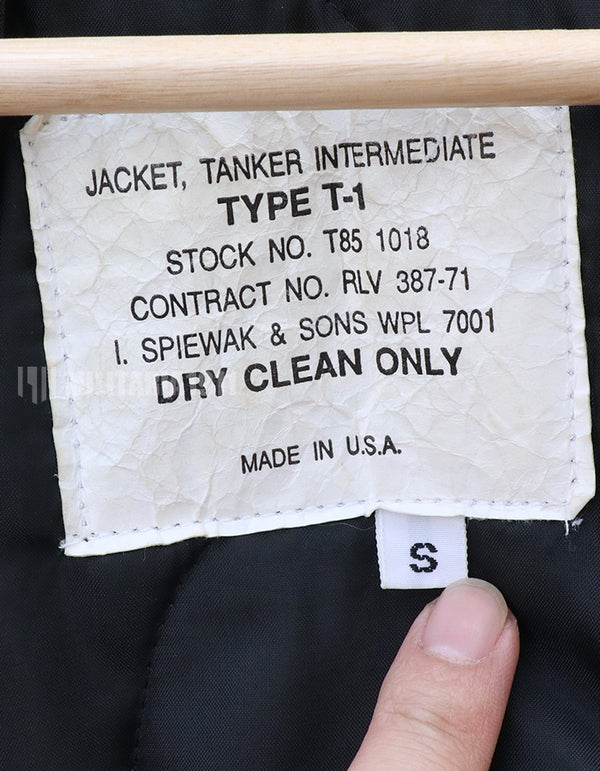 JACKET, TANKER INTERMEDIATE
TYPE T-1
STOCK NO. T85 1018
CONTRACT NO. RLV 387-71
I. SPIEWAK & SONS WPL 7001
DRY CLEAN ONLY
MADE IN U.S.A.
S